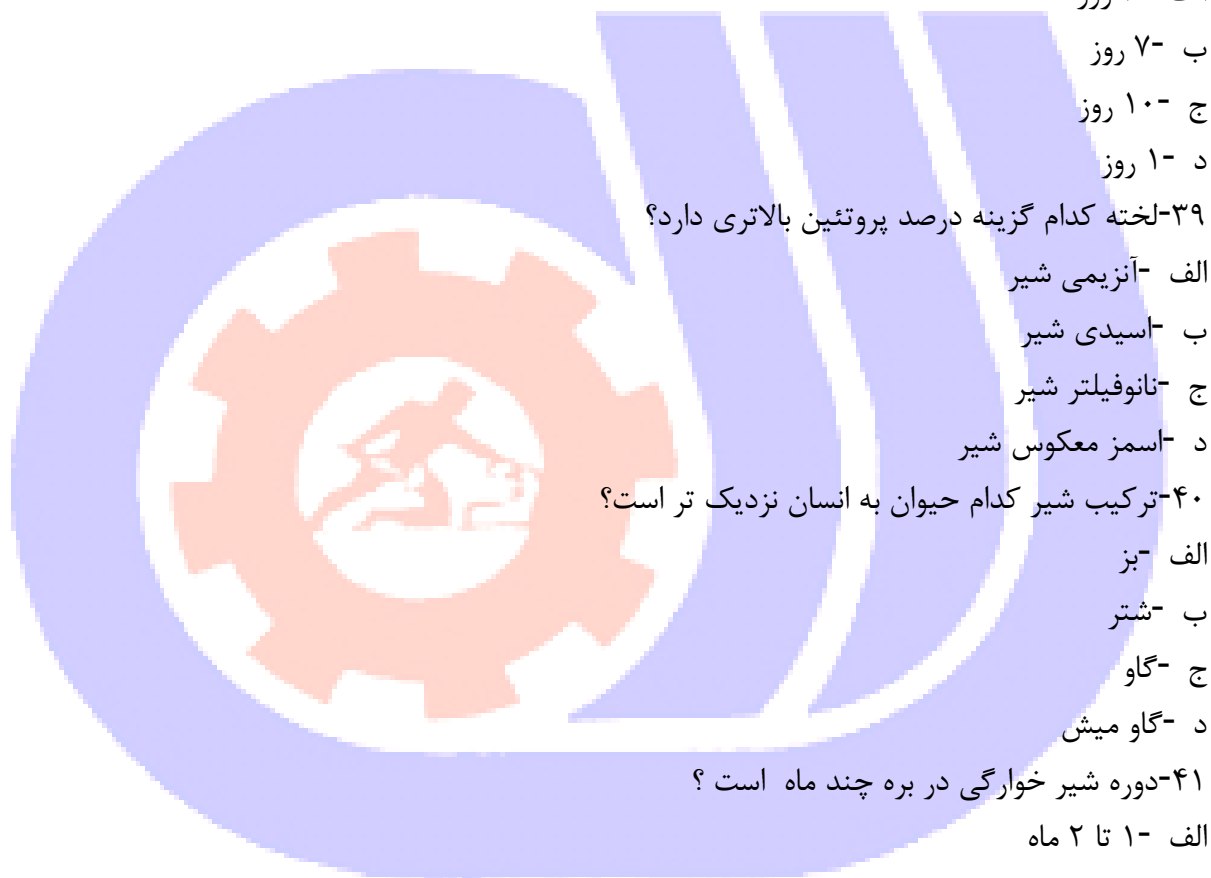 ب -۷ روز
ج -۱۰ روز
د -۱ روز
۳۹-لخته کدام گزینه درصد پروتئین بالاتری دارد؟
الف -آنزیمی شیر
ب -اسیدی شیر
ج -نانوفیلتر شیر
د -اسمز معکوس شیر
۴۰-ترکیب شیر کدام حیوان به انسان نزدیک تر است؟
الف -بز
ب -شتر
ج -گاو
د -گاو میش
۴۱-دوره شیر خوارگی در بره چند ماه است ؟
الف -۱ تا ۲ ماه